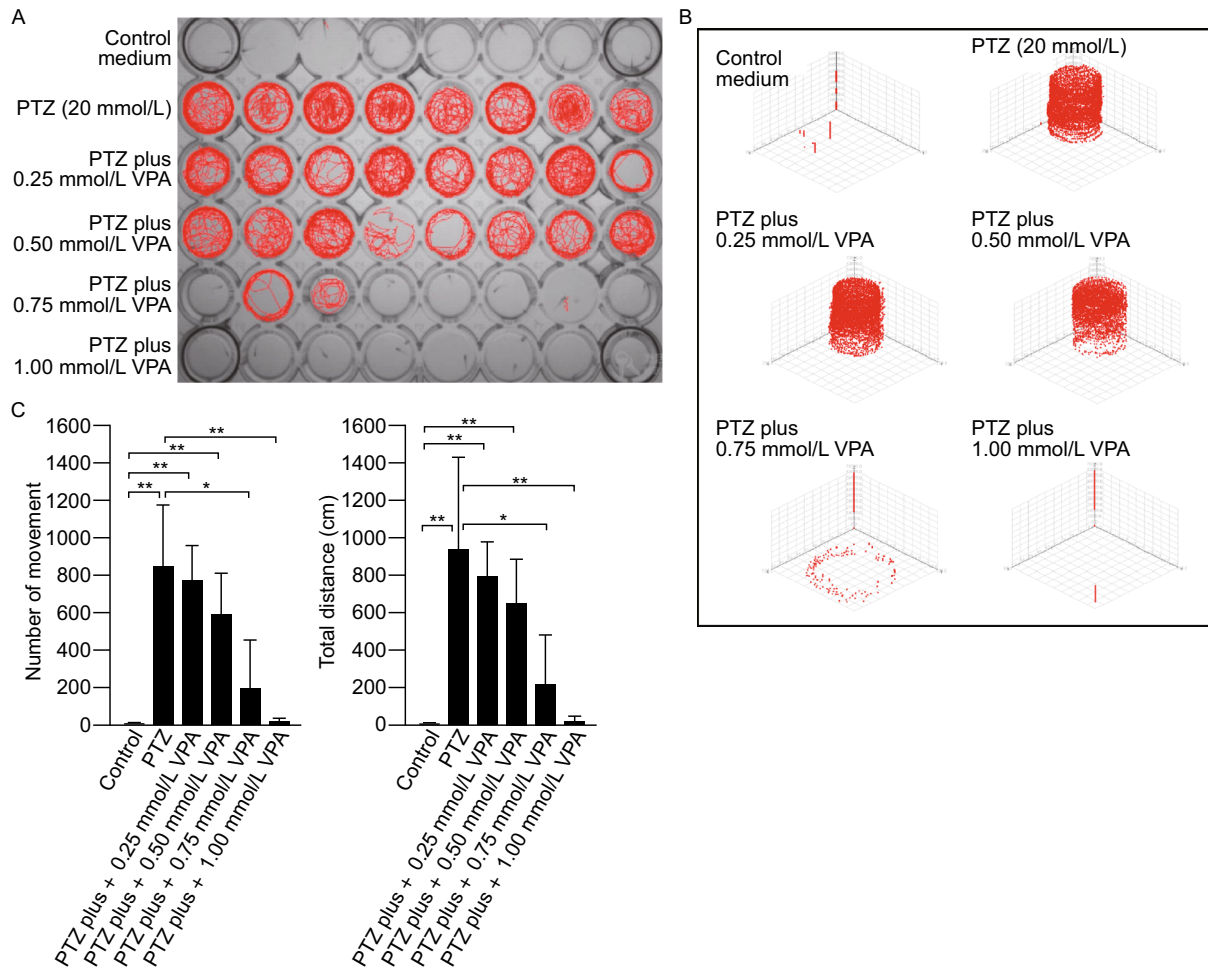 A
Control
medium
PTZ (20 mmol/L)
PTZ plus
0.25 mmol/L VPA
PTZ plus
0.50 mmol/L VPA
PTZ plus
0.75 mmol/L VPA
PTZ plus
1.00 mmol/L VPA
B
Control
medium
PTZ (20 mmol/L)
PTZ plus
0.25 mmol/L VPA
PTZ plus
0.50 mmol/L VPA
PTZ plus
0.75 mmol/L VPA
PTZ plus
1.00 mmol/L VPA
C
Number of movement
1600
1400
1200
1000
800
600
400
200
0
**
**
**
**
*
Control
PTZ
PTZ plus + 0.25 mmol/L VPA
PTZ plus + 0.50 mmol/L VPA
PTZ plus + 0.75 mmol/L VPA
PTZ plus + 1.00 mmol/L VPA
Total distance (cm)
1600
1400
1200
1000
800
600
400
200
0
**
**
**
**
*
Control
PTZ
PTZ plus + 0.25 mmol/L VPA
PTZ plus + 0.50 mmol/L VPA
PTZ plus + 0.75 mmol/L VPA
PTZ plus + 1.00 mmol/L VPA